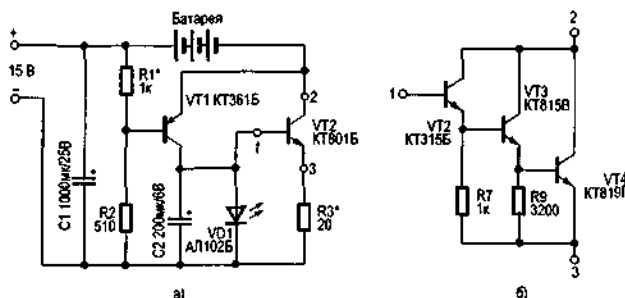 Батарея
+
15 В
−
R1*
1к
VT1 КТ361Б
2
1
VT2
КТ801Б
3
R3*
20
C1 1000мк/25В
R2
510
C2 200мк/6В
VD1
АЛ102Б
а)
2
1
VT3
КТ815В
VT2
КТ315Б
VT4
R7
1к
R9
3200
3
б)